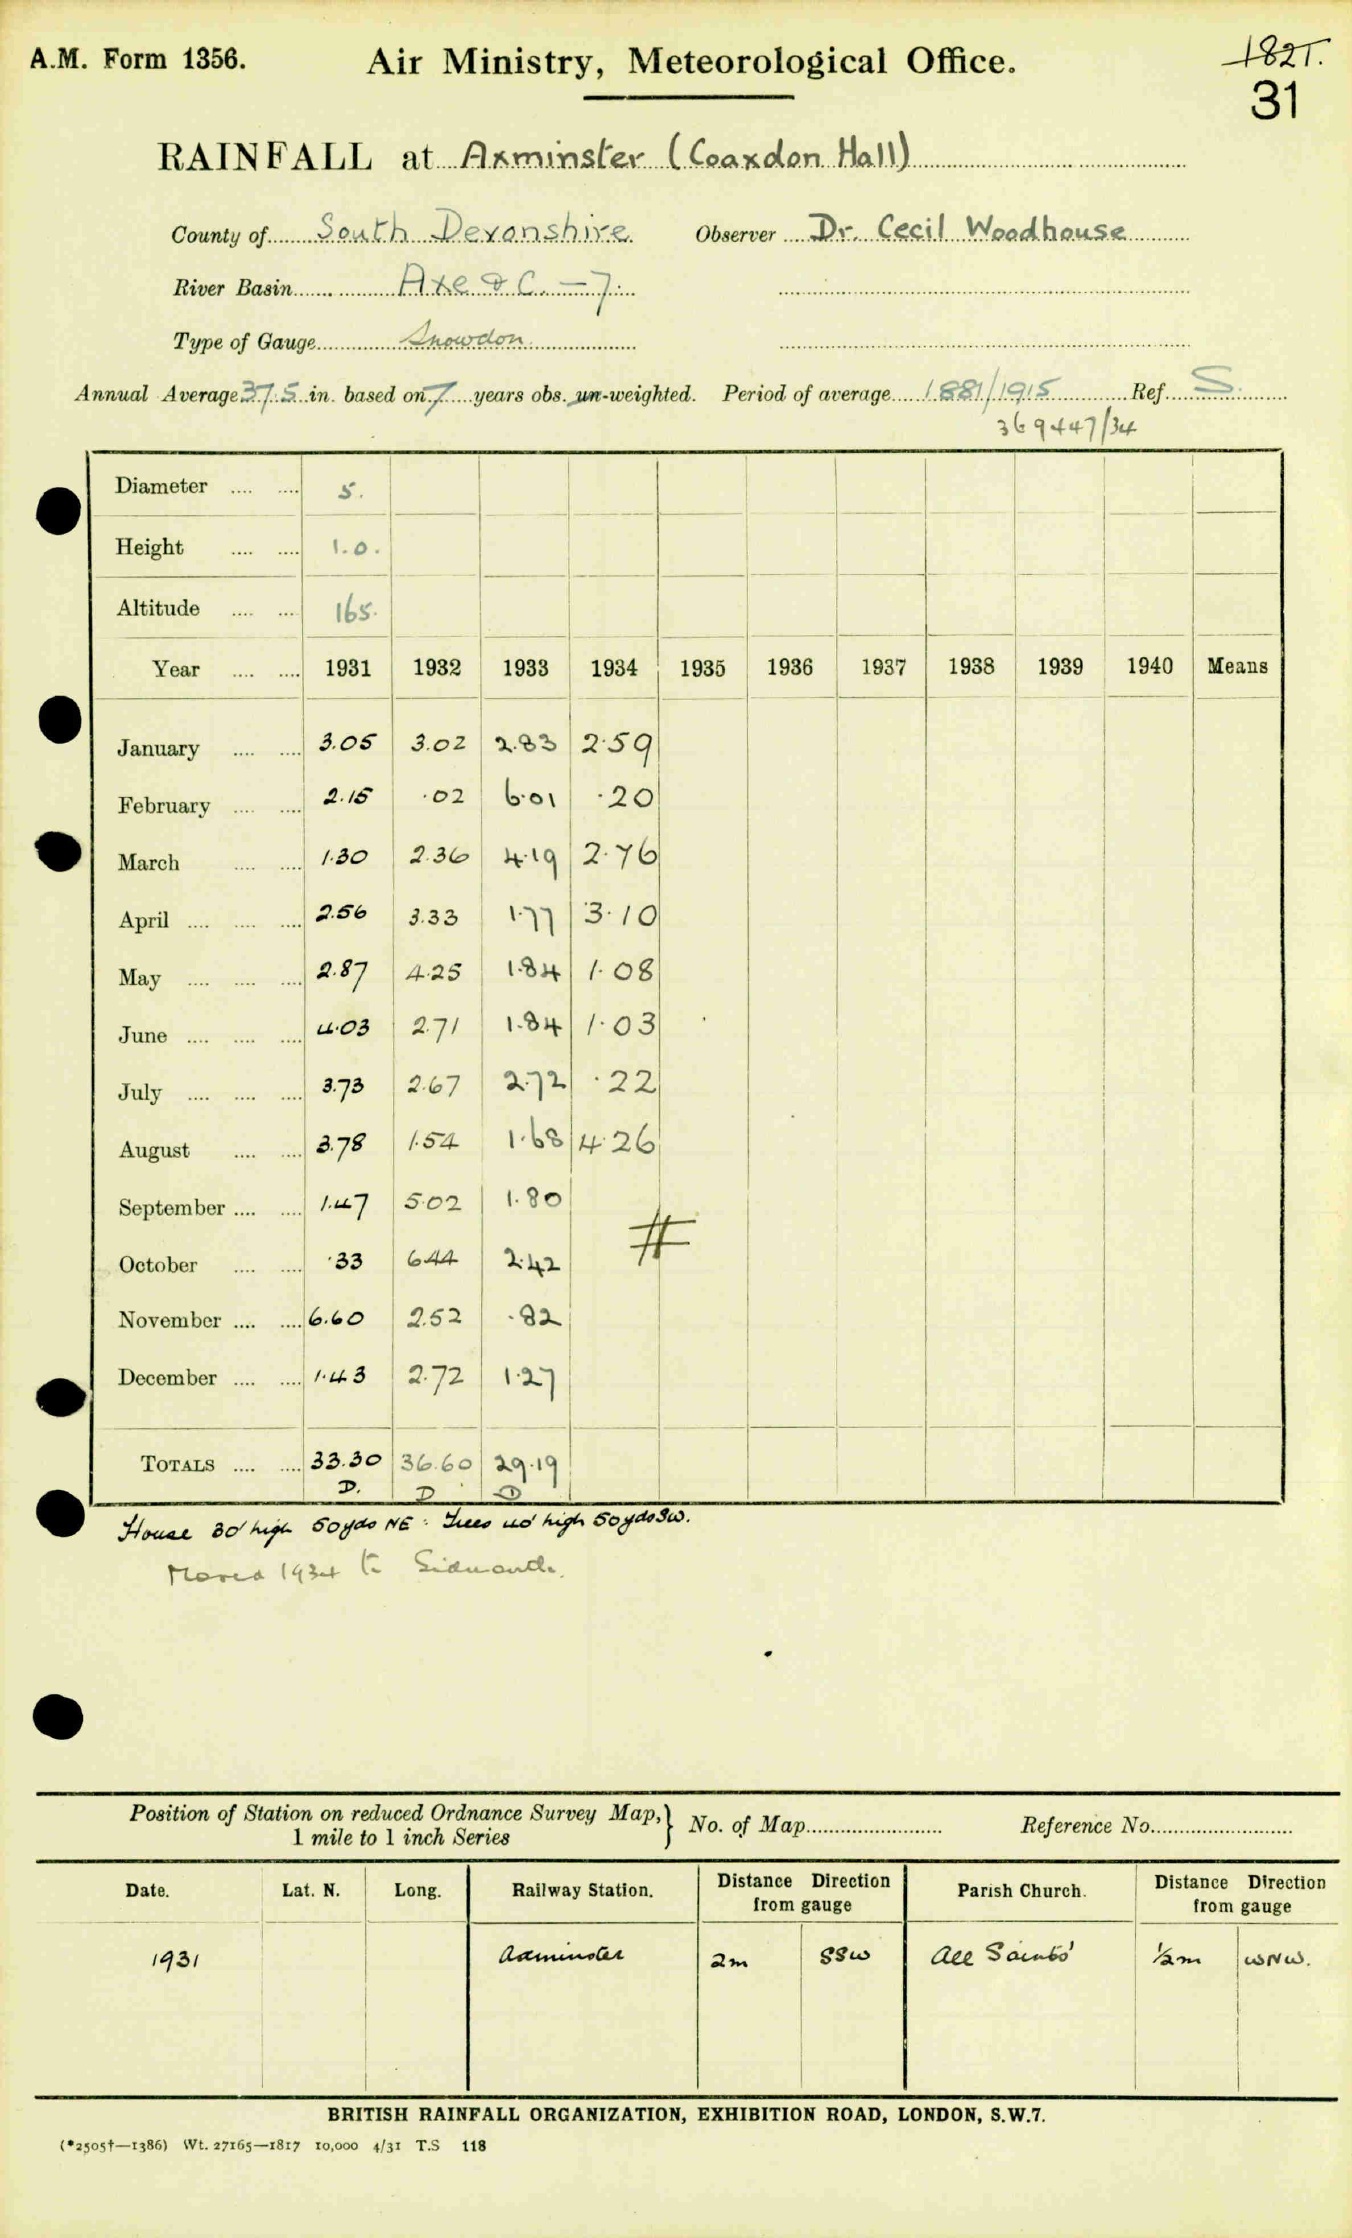 A.M. Form 1356.
Air Ministry, Meteorological Office.
1821.
31
RAINFALL at Axminster (Coaxdon Hall)
County of South Devonshire Observer Dr. Cecil Woodhouse
River Basin Axe & C. – 7.
Type of Gauge Snowdon
Annual Average 37.5 in. based on 7 years obs. un-weighted. Period of average 1881/1915 Ref. S.
369447/34
Diameter 5.
Height 1.0.
Altitude 165.
Year 1931 1932 1933 1934 1935 1936 1937 1938 1939 1940 Means
January 3.05 3.02 2.83 2.59
February 2.15 .02 6.01 .20
March 1.30 2.36 4.19 2.76
April 2.56 3.33 1.77 3.10
May 2.87 4.25 1.84 1.08
June 4.03 2.71 1.84 1.03
July 3.73 2.67 2.72 .22
August 3.78 1.54 1.68 4.26
September 1.47 5.02 1.80
#
October .33 6.44 2.42
November 6.60 2.52 .82
December 1.43 2.72 1.27
TOTALS 33.30 36.60 29.19
D. D D
House 30' high 50yds NE. Trees 40' high 50yds SW.
Moved 1934 to Sidmouth.
Position of Station on reduced Ordnance Survey Map, } No. of Map Reference No.
1 mile to 1 inch Series
Date. Lat. N. Long. Railway Station. Distance Direction from gauge Parish Church. Distance Direction from gauge
1931 Axminster 2m SSW All Saints' ½m WNW.
BRITISH RAINFALL ORGANIZATION, EXHIBITION ROAD, LONDON, S.W.7.
(*2505†—1386) Wt. 27165—1817 10,000 4/31 T.S 118